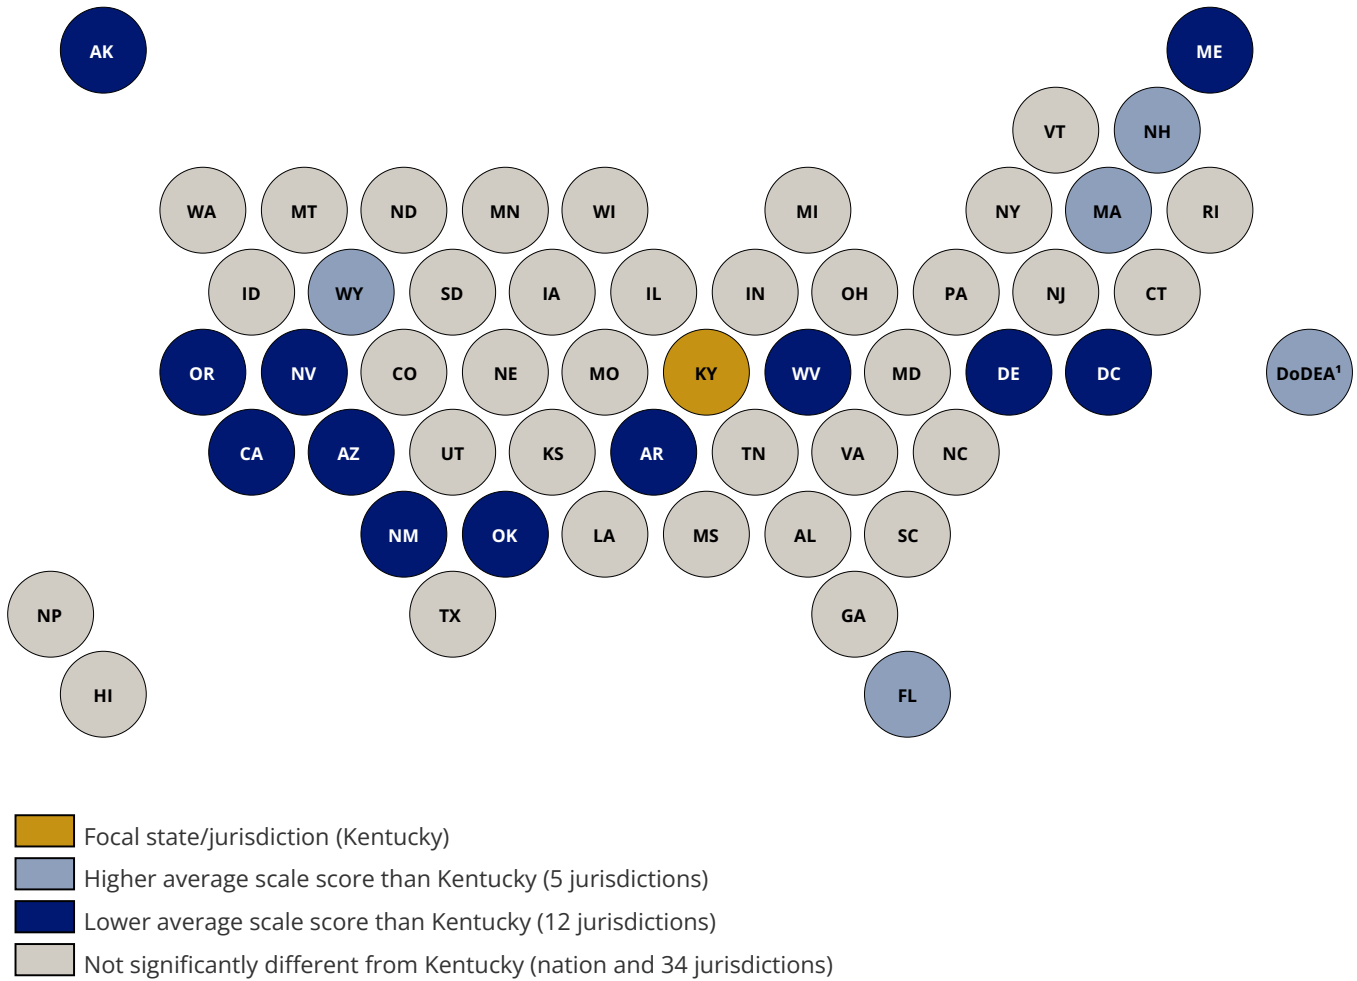 AK ME
VT NH
WA MT ND MN WI MI NY MA RI
ID WY SD IA IL IN OH PA NJ CT
OR NV CO NE MO KY WV MD DE DC DoDEA¹
CA AZ UT KS AR TN VA NC
NM OK LA MS AL SC
NP TX GA
HI FL
Focal state/jurisdiction (Kentucky)
Higher average scale score than Kentucky (5 jurisdictions)
Lower average scale score than Kentucky (12 jurisdictions)
Not significantly different from Kentucky (nation and 34 jurisdictions)